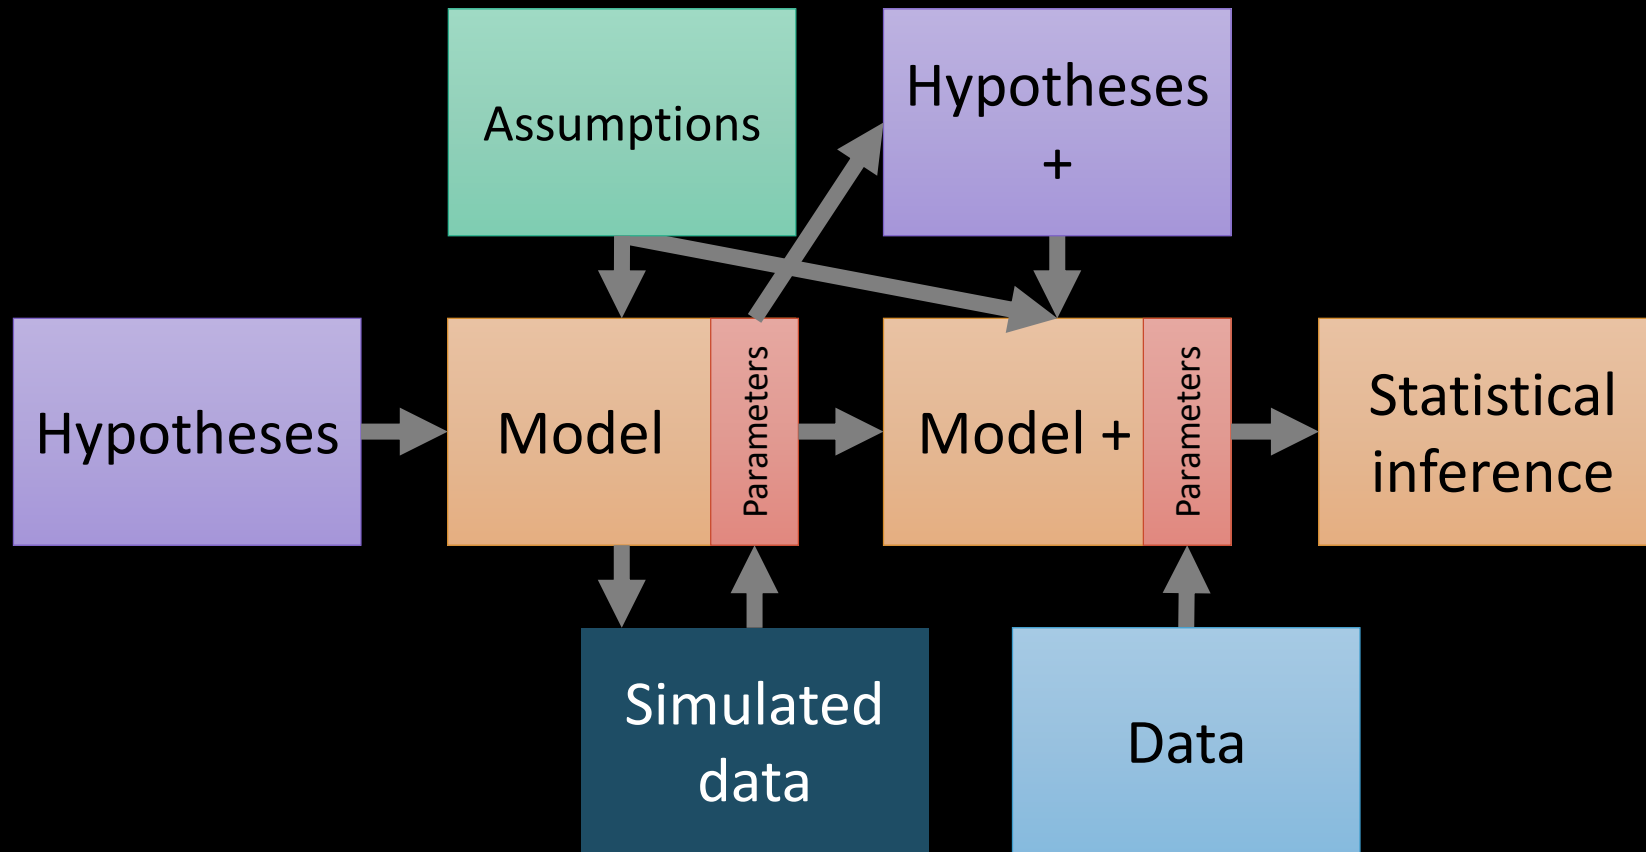 Assumptions
Hypotheses
+
Hypotheses
Model
Parameters
Model +
Parameters
Statistical
inference
Simulated
data
Data